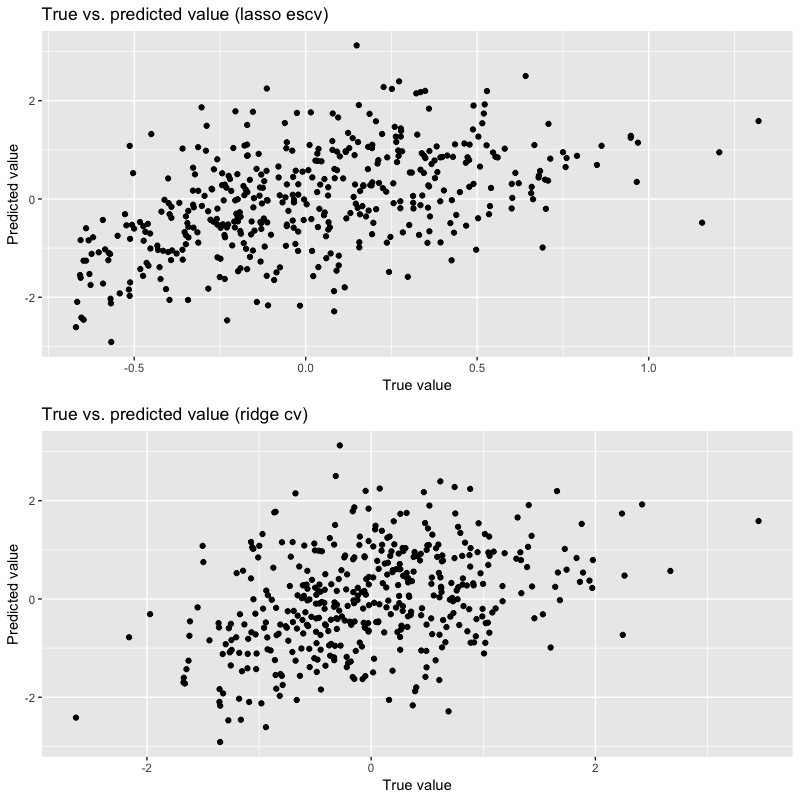 True vs. predicted value (lasso escv)
2
0
-2
Predicted value
-0.5 0.0 0.5 1.0
True value
True vs. predicted value (ridge cv)
2
0
-2
Predicted value
-2 0 2
True value